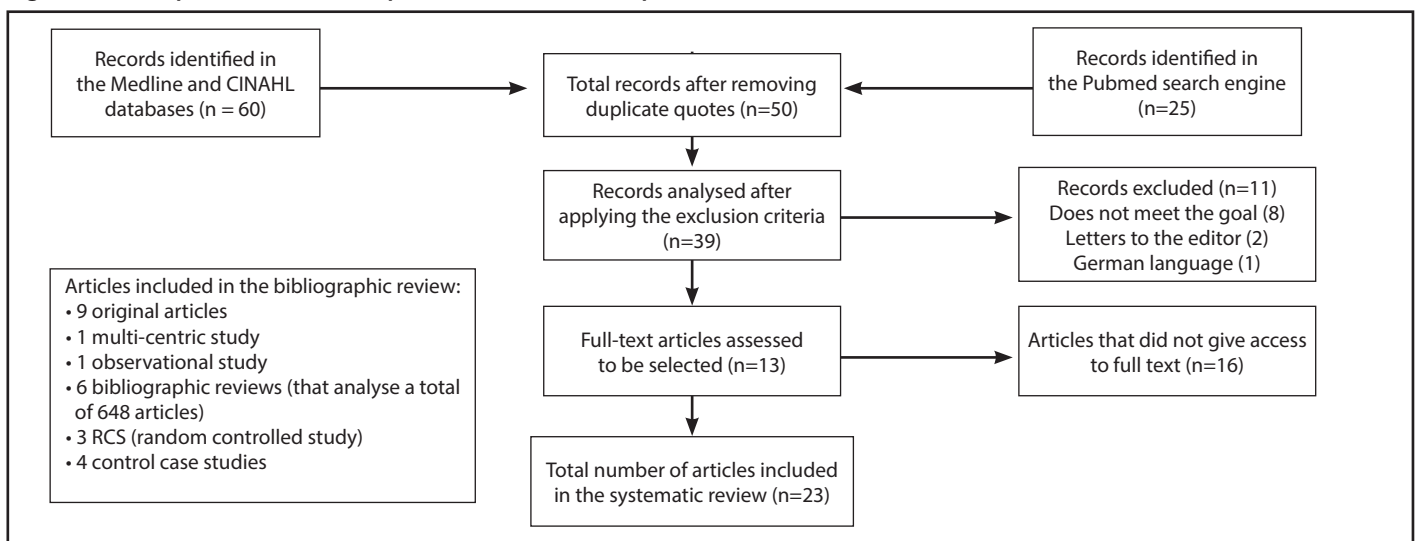 Records identified in
the Medline and CINAHL
databases (n = 60)
Total records after removing
duplicate quotes (n=50)
Records identified in
the Pubmed search engine
(n=25)
Records analysed after
applying the exclusion criteria
(n=39)
Records excluded (n=11)
Does not meet the goal (8)
Letters to the editor (2)
German language (1)
Articles included in the bibliographic review:
• 9 original articles
• 1 multi-centric study
• 1 observational study
• 6 bibliographic reviews (that analyse a total
of 648 articles)
• 3 RCS (random controlled study)
• 4 control case studies
Full-text articles assessed
to be selected (n=13)
Articles that did not give access
to full text (n=16)
Total number of articles included
in the systematic review (n=23)